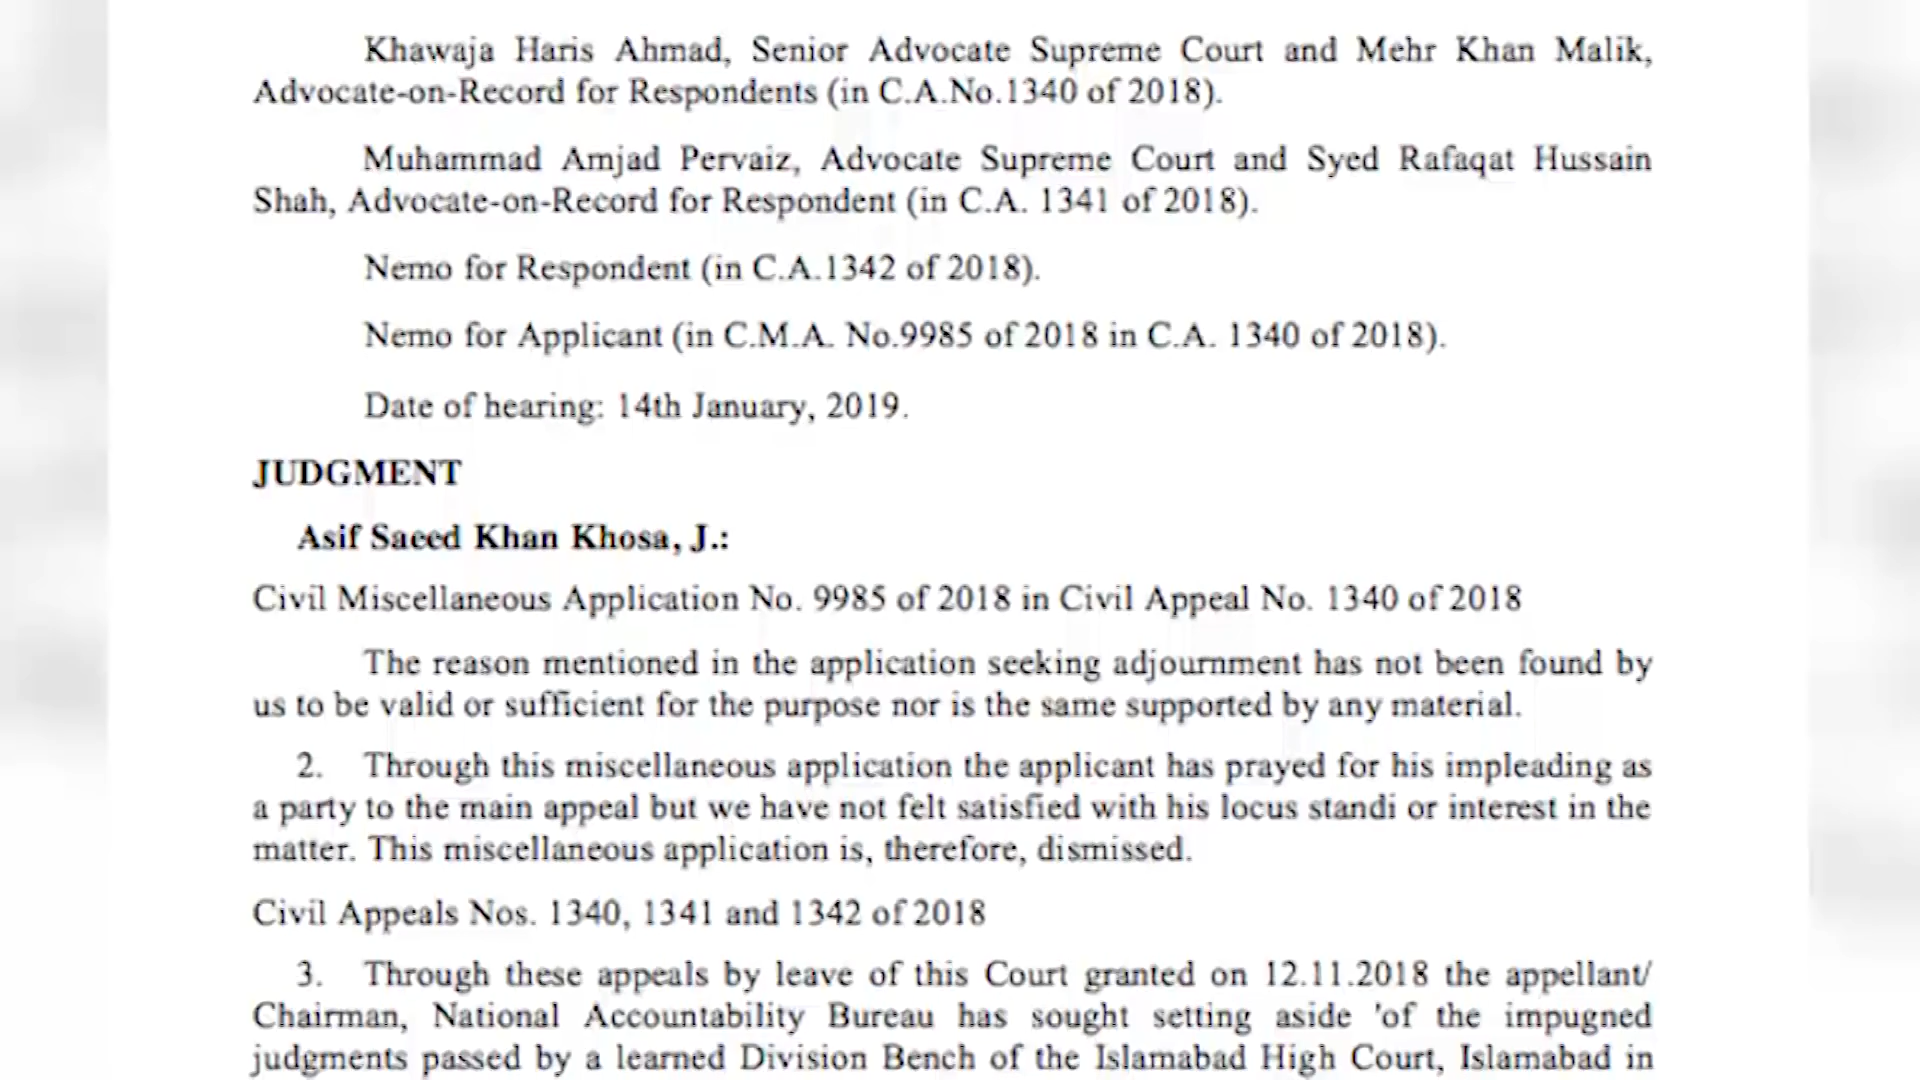 Khawaja Haris Ahmad, Senior Advocate Supreme Court and Mehr Khan Malik,
Advocate-on-Record for Respondents (in C.A.No.1340 of 2018).
Muhammad Amjad Pervaiz, Advocate Supreme Court and Syed Rafaqat Hussain
Shah, Advocate-on-Record for Respondent (in C.A. 1341 of 2018).
Nemo for Respondent (in C.A.1342 of 2018).
Nemo for Applicant (in C.M.A. No.9985 of 2018 in C.A. 1340 of 2018).
Date of hearing: 14th January, 2019.
JUDGMENT
Asif Saeed Khan Khosa, J.:
Civil Miscellaneous Application No. 9985 of 2018 in Civil Appeal No. 1340 of 2018
The reason mentioned in the application seeking adjournment has not been found by
us to be valid or sufficient for the purpose nor is the same supported by any material.
2. Through this miscellaneous application the applicant has prayed for his impleading as
a party to the main appeal but we have not felt satisfied with his locus standi or interest in the
matter. This miscellaneous application is, therefore, dismissed.
Civil Appeals Nos. 1340, 1341 and 1342 of 2018
3. Through these appeals by leave of this Court granted on 12.11.2018 the appellant/
Chairman, National Accountability Bureau has sought setting aside 'of the impugned
judgments passed by a learned Division Bench of the Islamabad High Court, Islamabad in